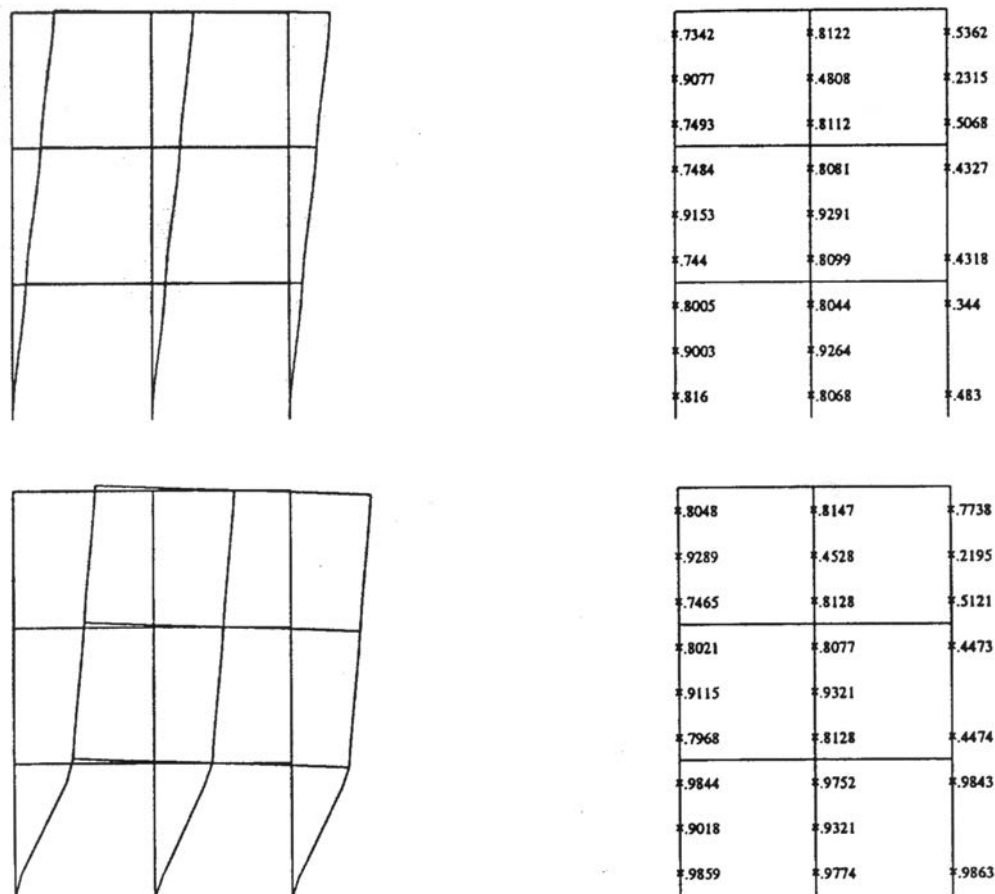 .7342 .8122 .5362
.9077 .4808 .2315
.7493 .8112 .5068
.7484 .8081 .4327
.9153 .9291
.744 .8099 .4318
.8005 .8044 .344
.9003 .9264
.816 .8068 .483
.8048 .8147 .7738
.9289 .4528 .2195
.7465 .8128 .5121
.8021 .8077 .4473
.9115 .9321
.7968 .8128 .4474
.9844 .9752 .9843
.9018 .9321
.9859 .9774 .9863